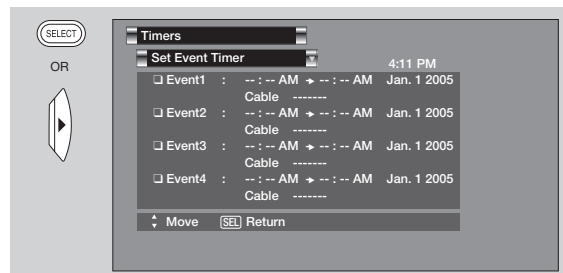 SELECT
OR
Timers
Set Event Timer
4:11 PM
❏ Event1 : -- : -- AM ➔ -- : -- AM Jan. 1 2005
Cable -------
❏ Event2 : -- : -- AM ➔ -- : -- AM Jan. 1 2005
Cable -------
❏ Event3 : -- : -- AM ➔ -- : -- AM Jan. 1 2005
Cable -------
❏ Event4 : -- : -- AM ➔ -- : -- AM Jan. 1 2005
Cable -------
Move SEL Return